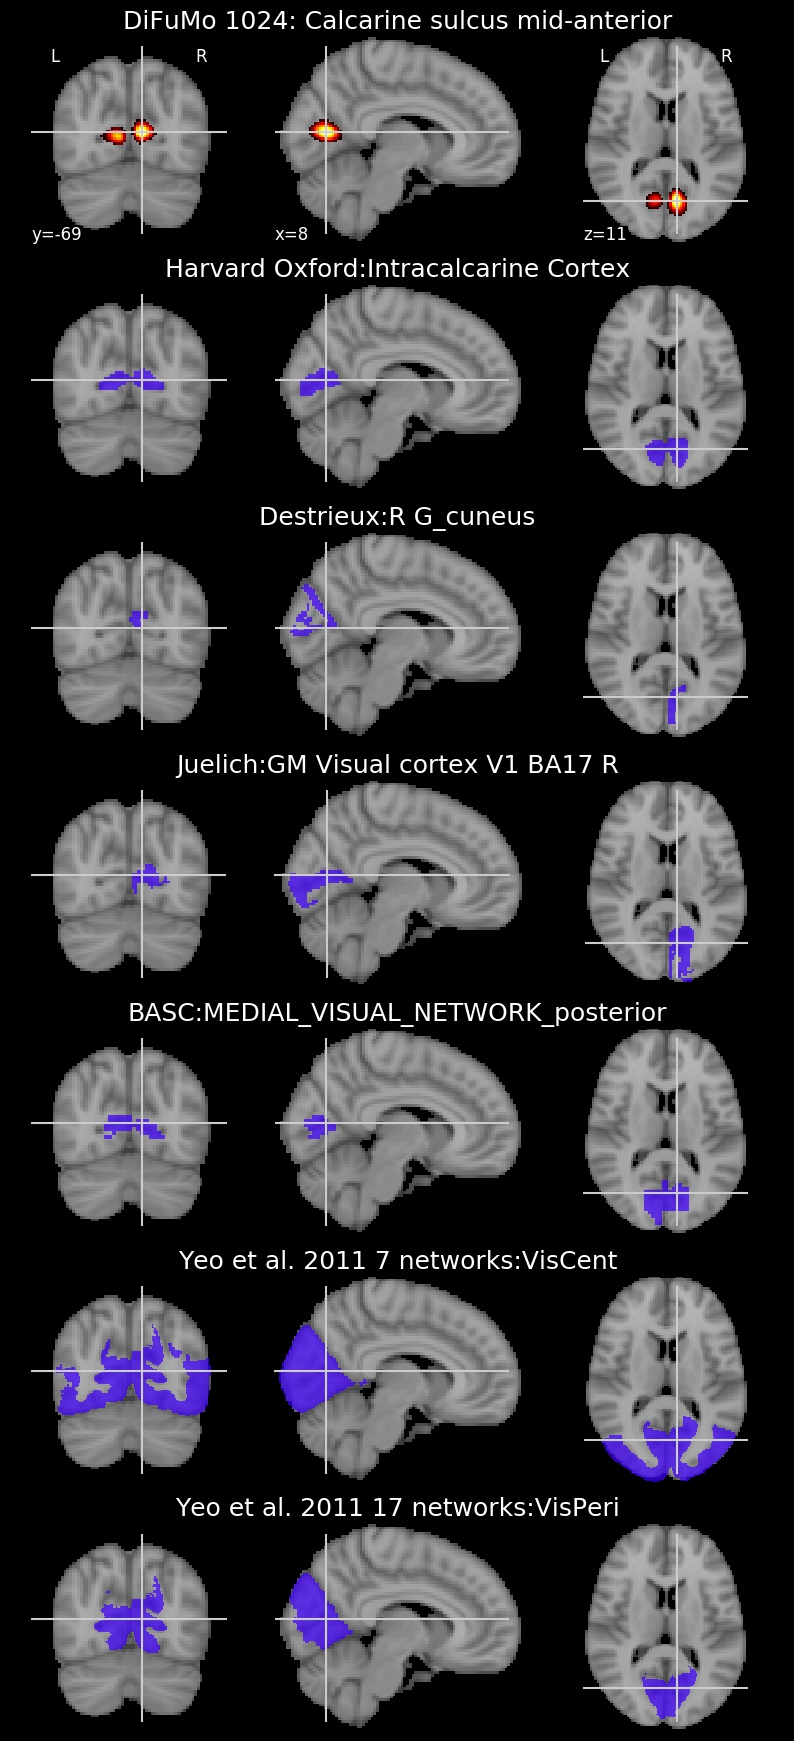 DiFuMo 1024: Calcarine sulcus mid-anterior
L R L R
y=-69 x=8 z=11
Harvard Oxford:Intracalcarine Cortex
Destrieux:R G_cuneus
Juelich:GM Visual cortex V1 BA17 R
BASC:MEDIAL_VISUAL_NETWORK_posterior
Yeo et al. 2011 7 networks:VisCent
Yeo et al. 2011 17 networks:VisPeri